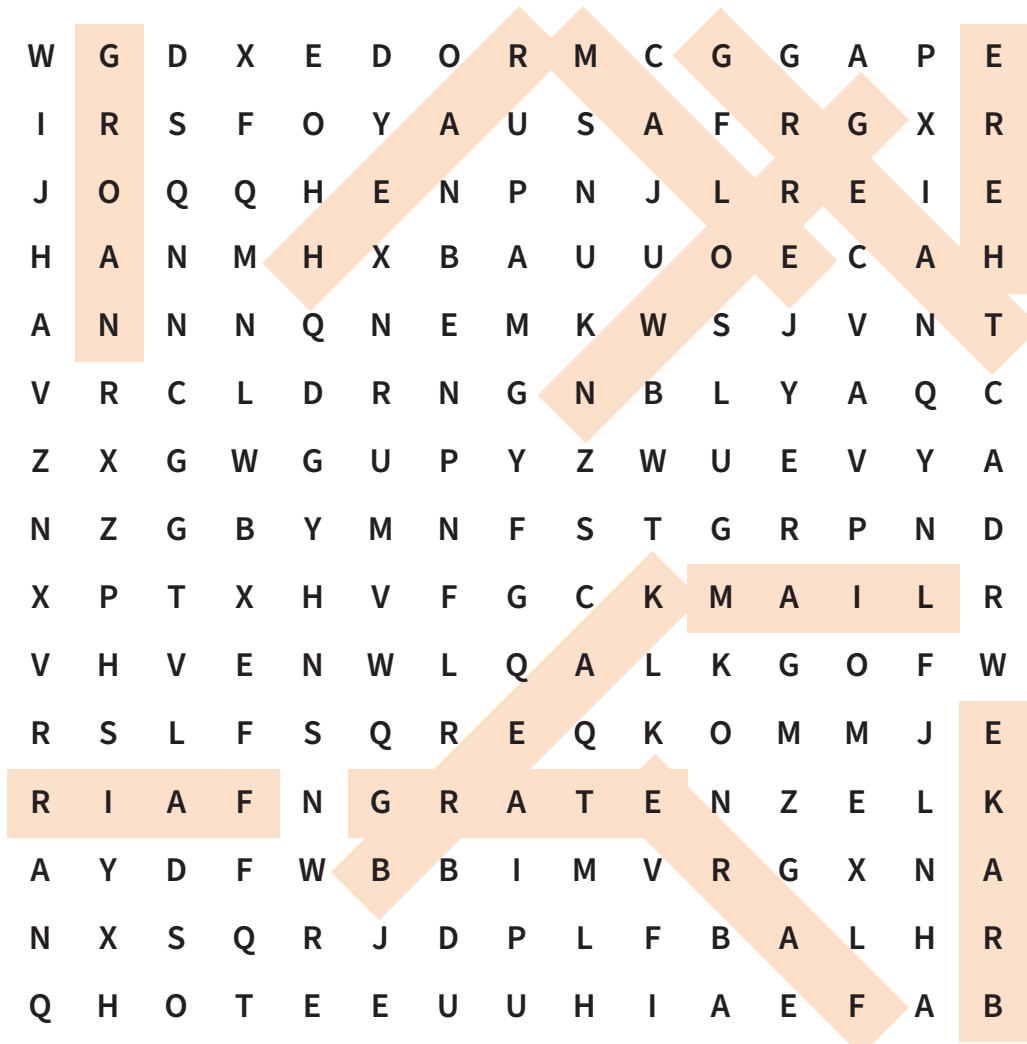 W G D X E D O R M C G G A P E
I R S F O Y A U S A F R G X R
J O Q Q H E N P N J L R E I E
H A N M H X B A U U O E C A H
A N N N Q N E M K W S J V N T
V R C L D R N G N B L Y A Q C
Z X G W G U P Y Z W U E V Y A
N Z G B Y M N F S T G R P N D
X P T X H V F G C K M A I L R
V H V E N W L Q A L K G O F W
R S L F S Q R E Q K O M M J E
R I A F N G R A T E N Z E L K
A Y D F W B B I M V R G X N A
N X S Q R J D P L F B A L H R
Q H O T E E U U H I A E F A B